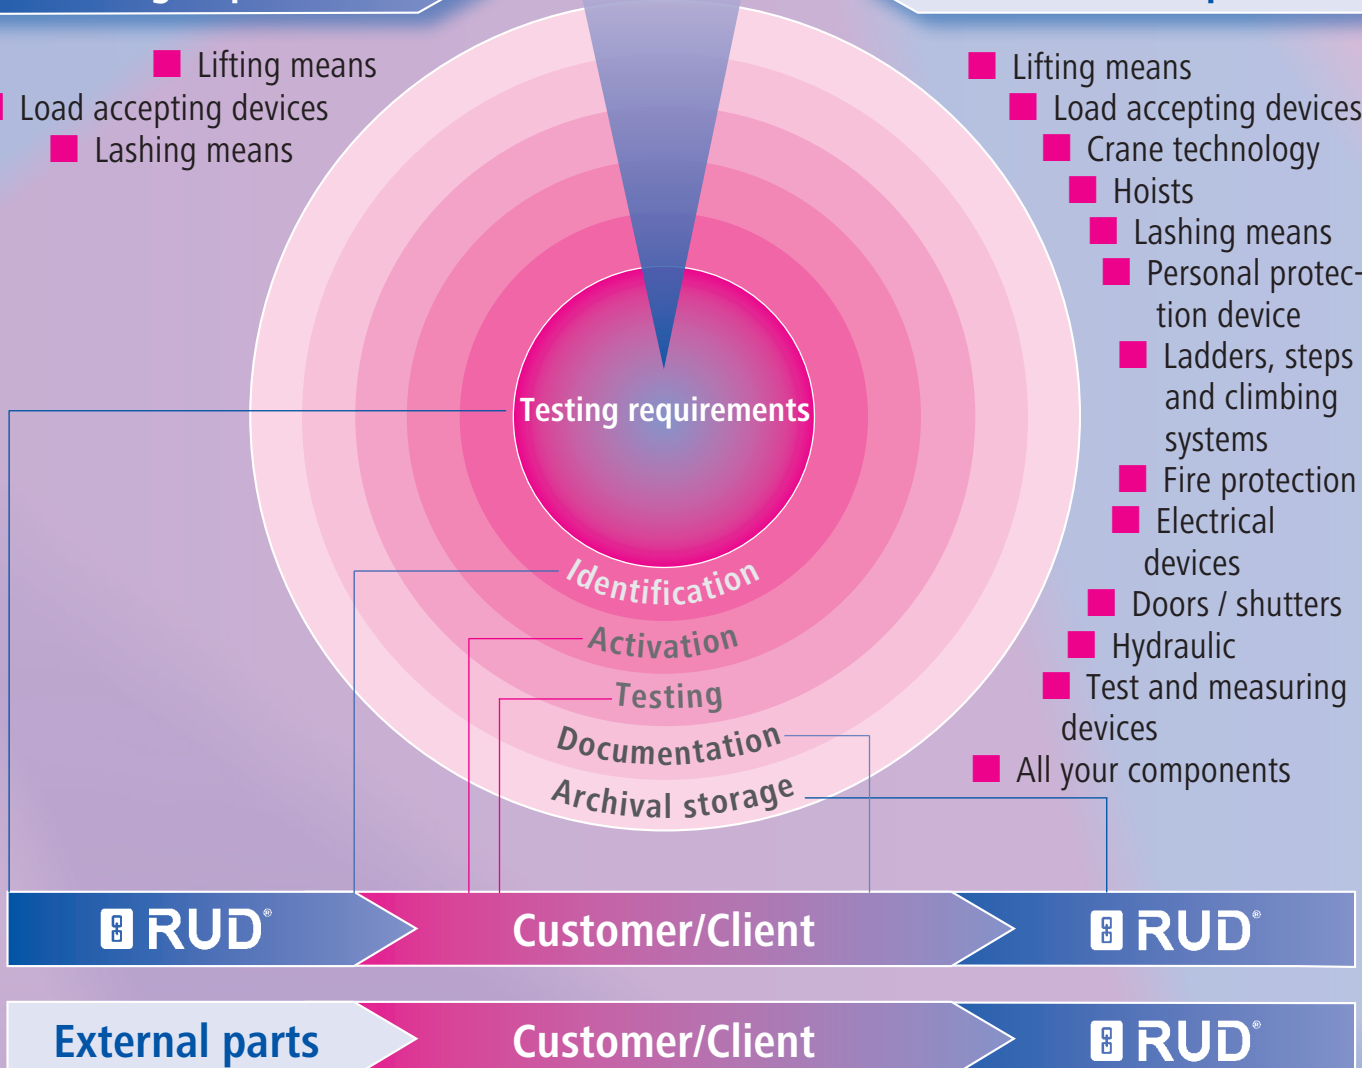 Lifting means
Load accepting devices
Lashing means
Lifting means
Load accepting devices
Crane technology
Hoists
Lashing means
Personal protec-
tion device
Ladders, steps
and climbing
systems
Fire protection
Electrical
devices
Doors / shutters
Hydraulic
Test and measuring
devices
All your components
Testing requirements
Identification
Activation
Testing
Documentation
Archival storage
RUD®
Customer/Client
RUD®
External parts
Customer/Client
RUD®